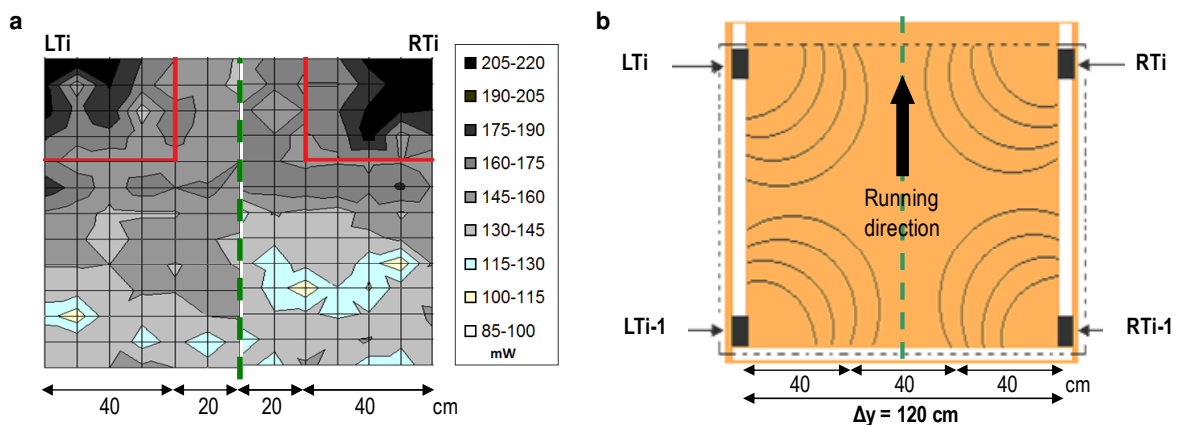 a
LTi
RTi
205-220
190-205
175-190
160-175
145-160
130-145
115-130
100-115
85-100
mW
40
20
20
40
cm
b
LTi
RTi
Running
direction
LTi-1
RTi-1
40
40
40
cm
Δy = 120 cm